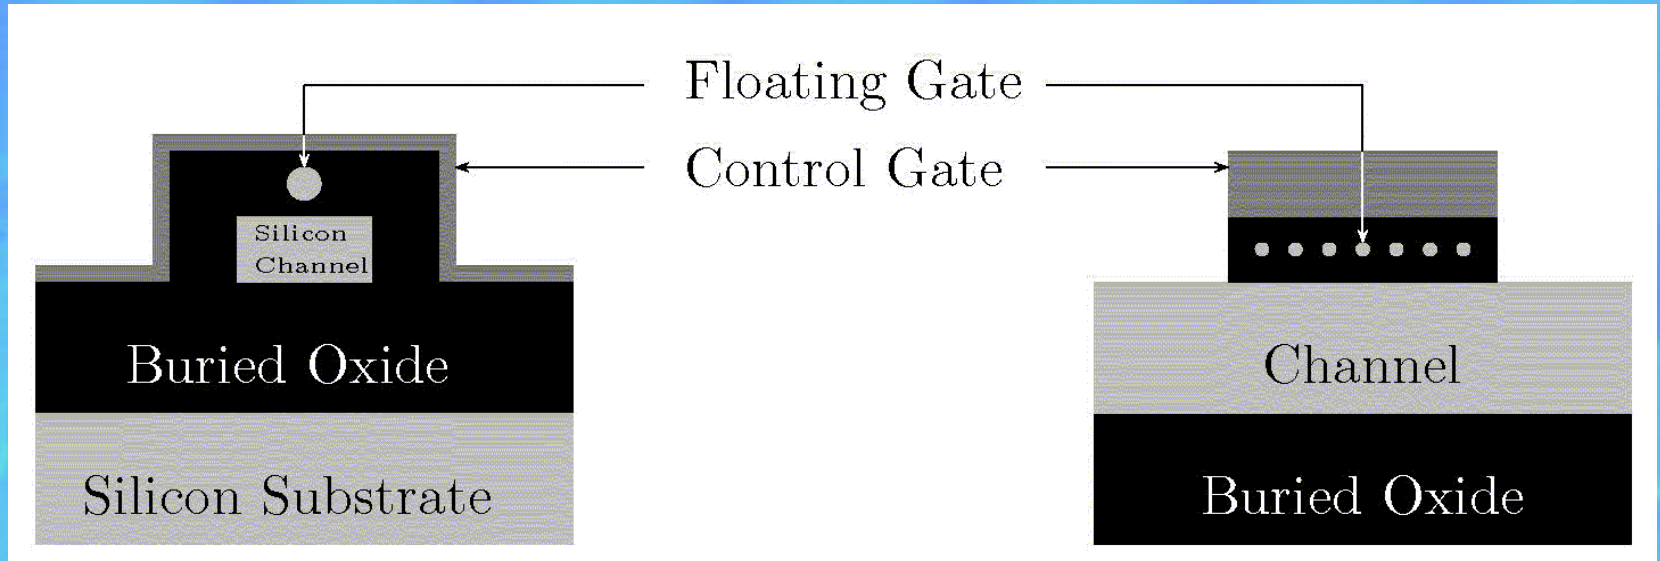 Floating Gate
Control Gate
Silicon
Channel
Buried Oxide
Silicon Substrate
Channel
Buried Oxide